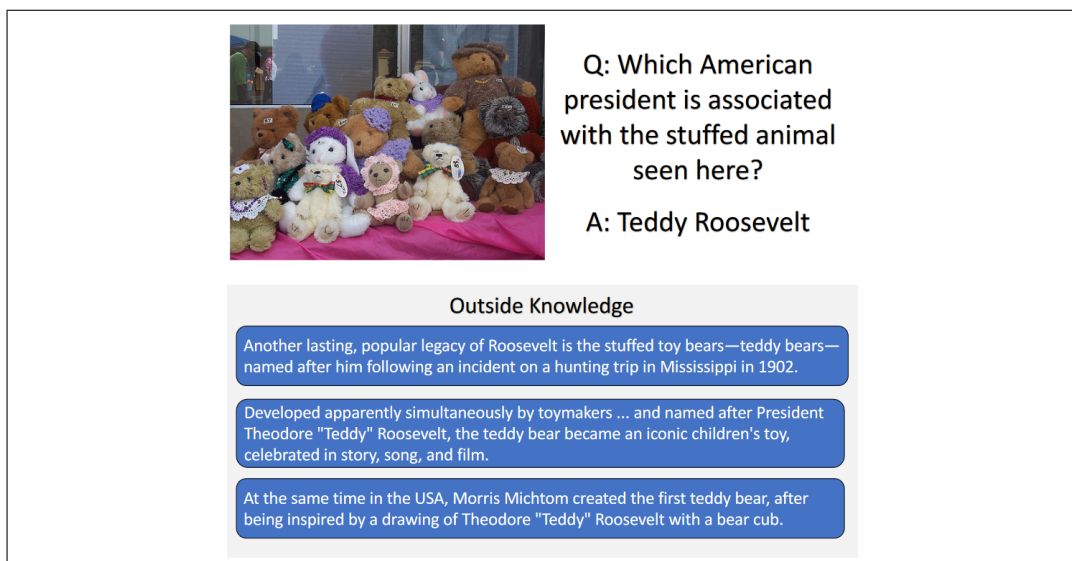 Q: Which American
president is associated
with the stuffed animal
seen here?
A: Teddy Roosevelt
Outside Knowledge
Another lasting, popular legacy of Roosevelt is the stuffed toy bears—teddy bears—
named after him following an incident on a hunting trip in Mississippi in 1902.
Developed apparently simultaneously by toymakers ... and named after President
Theodore "Teddy" Roosevelt, the teddy bear became an iconic children's toy,
celebrated in story, song, and film.
At the same time in the USA, Morris Michtom created the first teddy bear, after
being inspired by a drawing of Theodore "Teddy" Roosevelt with a bear cub.